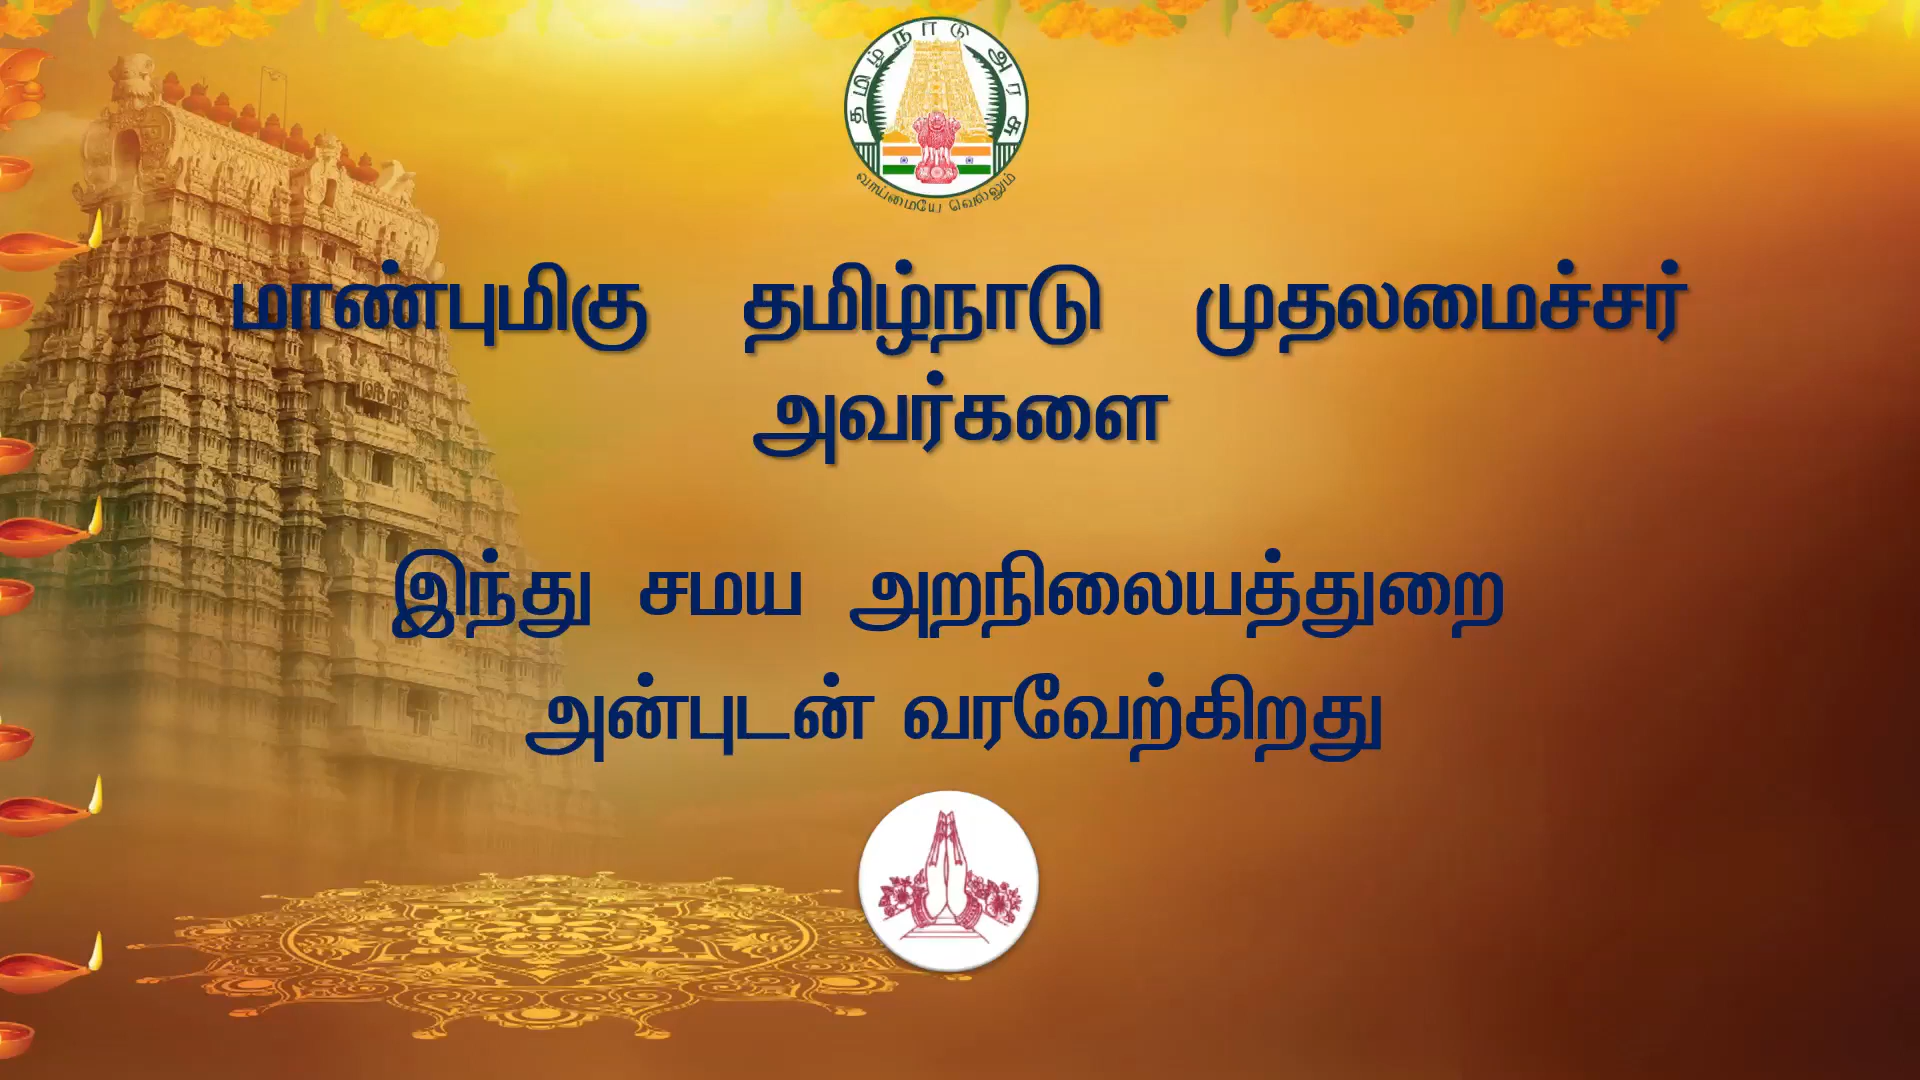 தமிழ்நாடு அரசு
வாய்மையே வெல்லும்
மாண்புமிகு தமிழ்நாடு முதலமைச்சர்
அவர்களை
இந்து சமய அறநிலையத்துறை
அன்புடன் வரவேற்கிறது